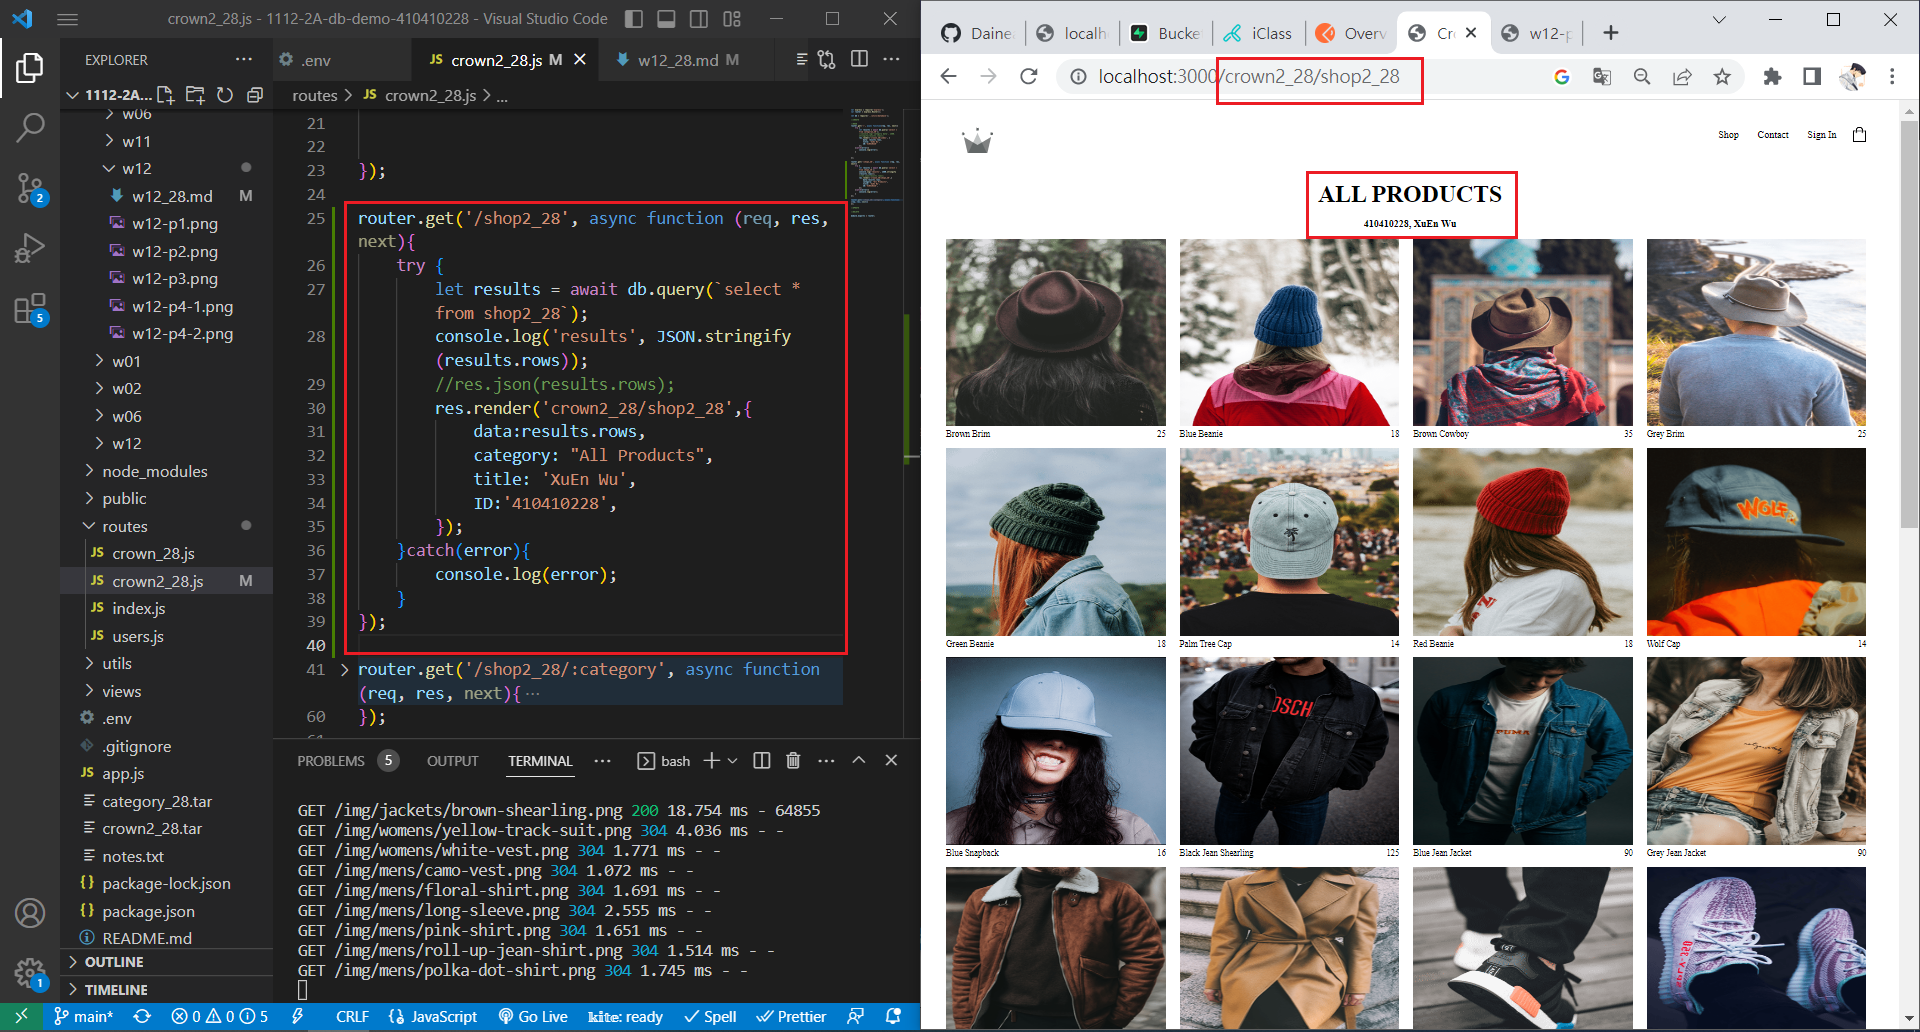 crown2_28.js - 1112-2A-db-demo-410410228 - Visual Studio Code
EXPLORER
1112-2A...
w06
w11
w12
w12_28.md M
w12-p1.png
w12-p2.png
w12-p3.png
w12-p4-1.png
w12-p4-2.png
w01
w02
w06
w12
node_modules
public
routes
JS crown_28.js
JS crown2_28.js M
JS index.js
JS users.js
utils
views
.env
.gitignore
JS app.js
category_28.tar
crown2_28.tar
notes.txt
{} package-lock.json
{} package.json
README.md
OUTLINE
TIMELINE
2
5
1
.env
JS crown2_28.js M
w12_28.md M
routes > JS crown2_28.js > ...
21
22
23 });
24
25 router.get('/shop2_28', async function (req, res,
next){
26 try {
27 let results = await db.query(`select *
from shop2_28`);
28 console.log('results', JSON.stringify
(results.rows));
29 //res.json(results.rows);
30 res.render('crown2_28/shop2_28',{
31 data:results.rows,
32 category: "All Products",
33 title: 'XuEn Wu',
34 ID:'410410228',
35 });
36 }catch(error){
37 console.log(error);
38 }
39 });
40
41 router.get('/shop2_28/:category', async function
(req, res, next){ ...
60 });
PROBLEMS 5 OUTPUT TERMINAL ... bash
GET /img/jackets/brown-shearling.png 200 18.754 ms - 64855
GET /img/womens/yellow-track-suit.png 304 4.036 ms - -
GET /img/womens/white-vest.png 304 1.771 ms - -
GET /img/mens/camo-vest.png 304 1.072 ms - -
GET /img/mens/floral-shirt.png 304 1.691 ms - -
GET /img/mens/long-sleeve.png 304 2.555 ms - -
GET /img/mens/pink-shirt.png 304 1.651 ms - -
GET /img/mens/roll-up-jean-shirt.png 304 1.514 ms - -
GET /img/mens/polka-dot-shirt.png 304 1.745 ms - -
main* 0 0 5 CRLF {} JavaScript Go Live kite: ready Spell Prettier
Daine localh Bucke iClass Overv Cr w12-p
localhost:3000/crown2_28/shop2_28
Shop Contact Sign In
ALL PRODUCTS
410410228, XuEn Wu
Brown Brim 25
Blue Beanie 18
Brown Cowboy 35
Grey Brim 25
WOLF
Green Beanie 18
Palm Tree Cap 14
Red Beanie 18
Wolf Cap 14
Blue Snapback 16
Black Jean Shearling 125
Blue Jean Jacket 90
Grey Jean Jacket 90